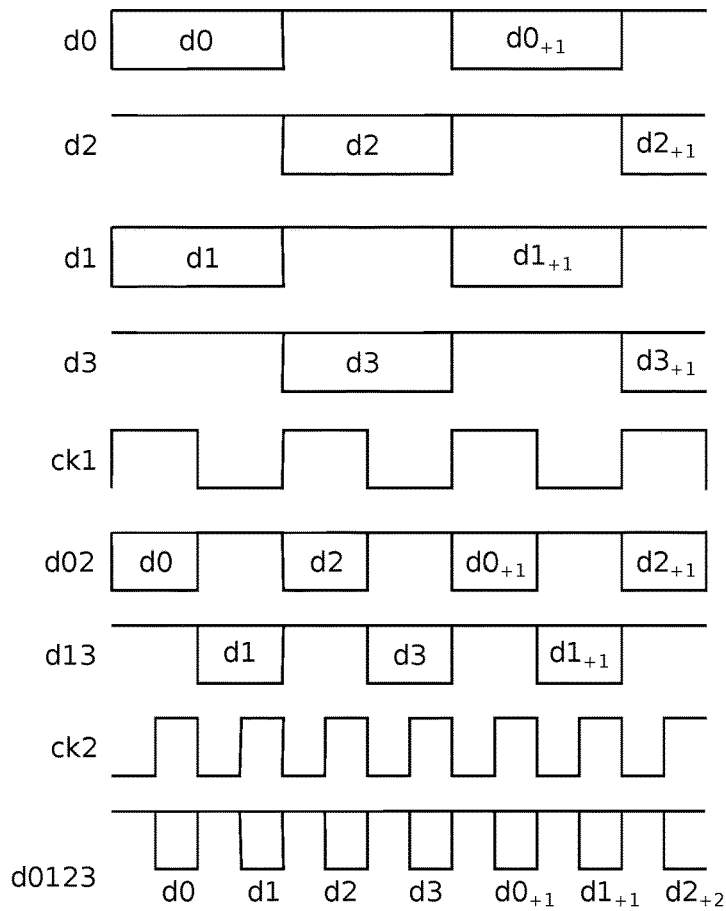 d0 d0 d0₊₁
d2 d2 d2₊₁
d1 d1 d1₊₁
d3 d3 d3₊₁
ck1
d02 d0 d2 d0₊₁ d2₊₁
d13 d1 d3 d1₊₁
ck2
d0123
d0 d1 d2 d3 d0₊₁ d1₊₁ d2₊₂